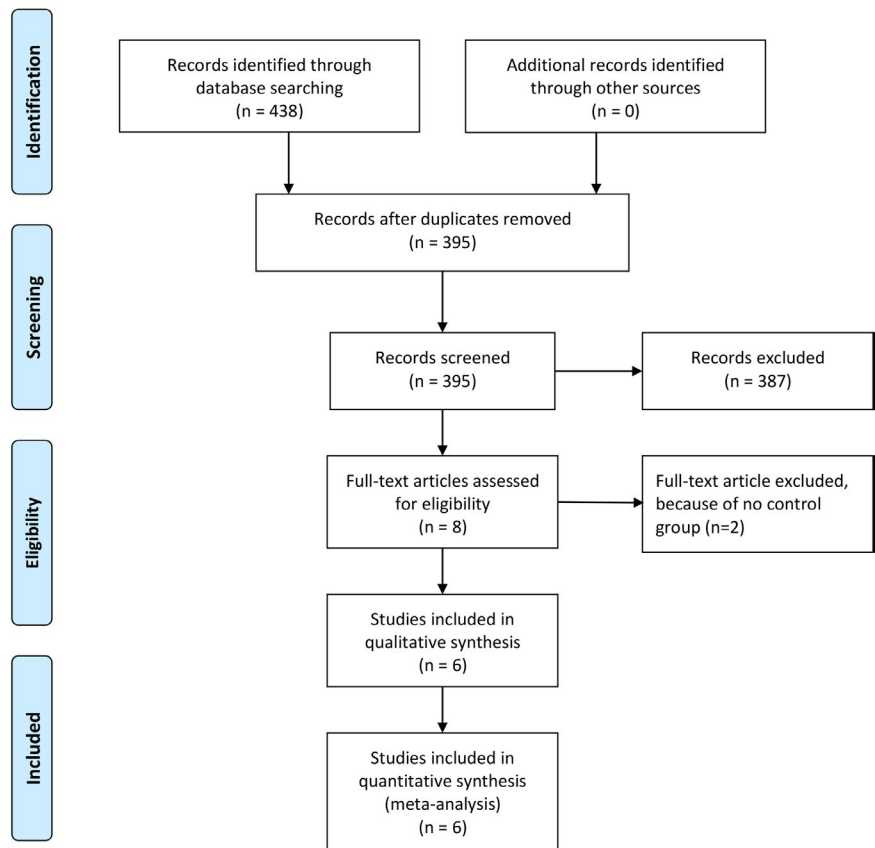 Identification
Records identified through
database searching
(n = 438)
Additional records identified
through other sources
(n = 0)
Records after duplicates removed
(n = 395)
Screening
Records screened
(n = 395)
Records excluded
(n = 387)
Eligibility
Full-text articles assessed
for eligibility
(n = 8)
Full-text article excluded,
because of no control
group (n=2)
Studies included in
qualitative synthesis
(n = 6)
Included
Studies included in
quantitative synthesis
(meta-analysis)
(n = 6)